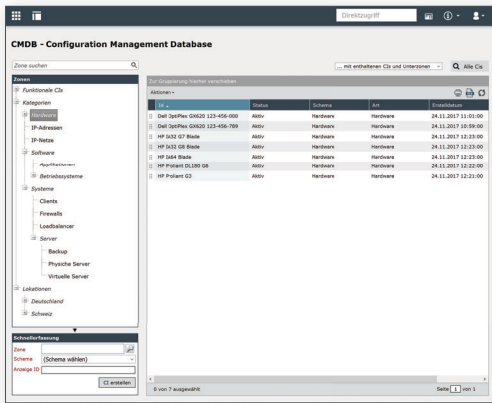 Direktzugriff
CMDB - Configuration Management Database
Zone suchen
... mit enthaltenen CIs und Unterzonen
Alle Cis
Zonen
Funktionale CIs
Kategorien
Hardware
IP-Adressen
IP-Netze
Software
Applikationen
Betriebssysteme
Systeme
Clients
Firewalls
Loadbalancer
Server
Backup
Physiche Server
Virtuelle Server
Lokationen
Deutschland
Schweiz
Zur Gruppierung hierher verschieben
Aktionen
Id Status Schema Art Erstelldatum
Dell OptiPlex GX620 123-456-000 Aktiv Hardware Hardware 24.11.2017 11:01:00
Dell OptiPlex GX620 123-456-789 Aktiv Hardware Hardware 24.11.2017 10:59:00
HP IA32 G7 Blade Aktiv Hardware Hardware 24.11.2017 12:23:00
HP IA32 G8 Blade Aktiv Hardware Hardware 24.11.2017 12:23:00
HP IA64 Blade Aktiv Hardware Hardware 24.11.2017 12:23:00
HP Proliant DL180 G6 Aktiv Hardware Hardware 24.11.2017 12:22:00
HP Proliant G3 Aktiv Hardware Hardware 24.11.2017 12:21:00
Schnellerfassung
Zone
Schema (Schema wählen)
Anzeige ID
CI erstellen
0 von 7 ausgewählt
Seite 1 von 1